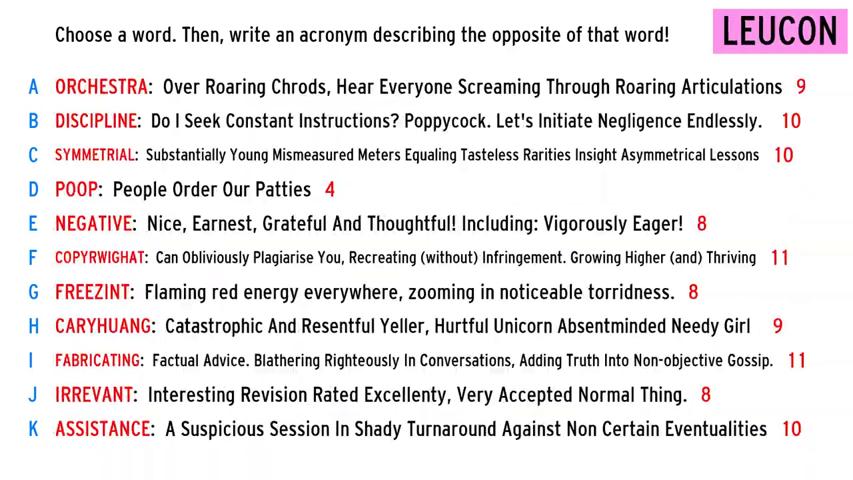 Choose a word. Then, write an acronym describing the opposite of that word!
LEUCON
A ORCHESTRA: Over Roaring Chrods, Hear Everyone Screaming Through Roaring Articulations 9
B DISCIPLINE: Do I Seek Constant Instructions? Poppycock. Let's Initiate Negligence Endlessly. 10
C SYMMETRIAL: Substantially Young Mismeasured Meters Equaling Tasteless Rarities Insight Asymmetrical Lessons 10
D POOP: People Order Our Patties 4
E NEGATIVE: Nice, Earnest, Grateful And Thoughtful! Including: Vigorously Eager! 8
F COPYRWIGHAT: Can Obliviously Plagiarise You, Recreating (without) Infringement. Growing Higher (and) Thriving 11
G FREEZINT: Flaming red energy everywhere, zooming in noticeable torridness. 8
H CARYHUANG: Catastrophic And Resentful Yeller, Hurtful Unicorn Absentminded Needy Girl 9
I FABRICATING: Factual Advice. Blathering Righteously In Conversations, Adding Truth Into Non-objective Gossip. 11
J IRREVANT: Interesting Revision Rated Excellenty, Very Accepted Normal Thing. 8
K ASSISTANCE: A Suspicious Session In Shady Turnaround Against Non Certain Eventualities 10